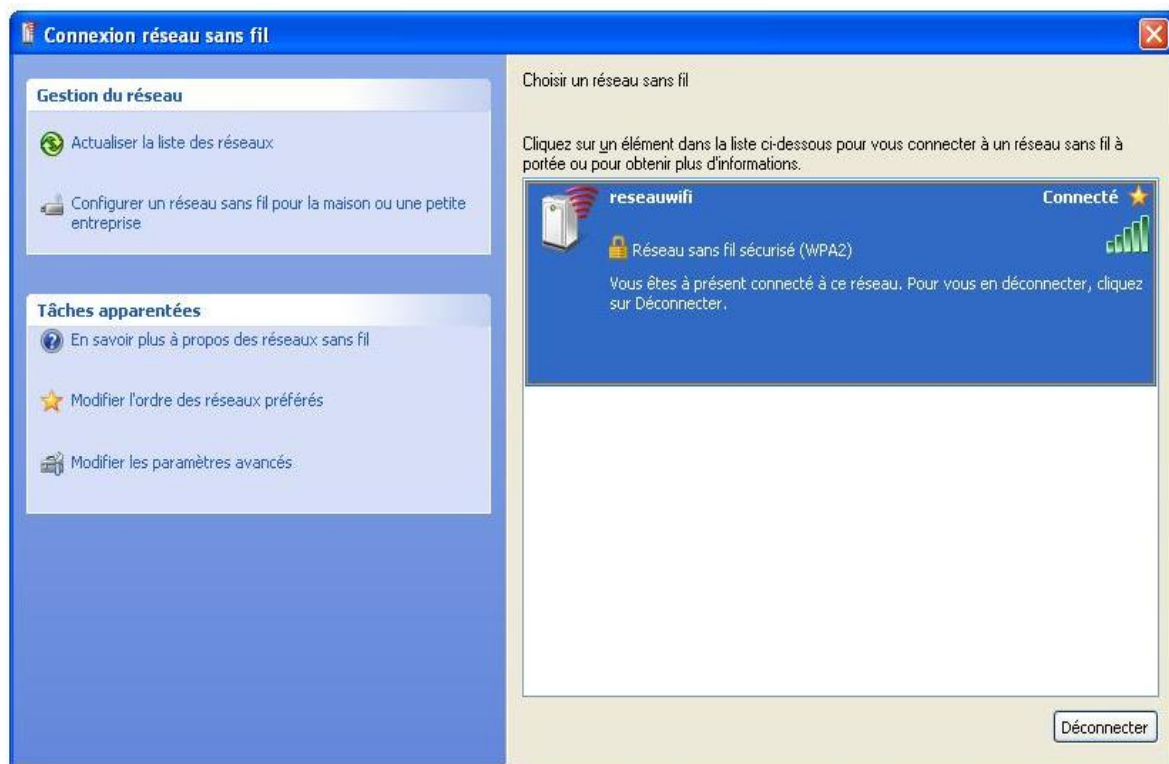 Connexion réseau sans fil
Gestion du réseau
Actualiser la liste des réseaux
Configurer un réseau sans fil pour la maison ou une petite
entreprise
Tâches apparentées
En savoir plus à propos des réseaux sans fil
Modifier l'ordre des réseaux préférés
Modifier les paramètres avancés
Choisir un réseau sans fil
Cliquez sur un élément dans la liste ci-dessous pour vous connecter à un réseau sans fil à
portée ou pour obtenir plus d'informations.
reseauwifi
Connecté
Réseau sans fil sécurisé (WPA2)
Vous êtes à présent connecté à ce réseau. Pour vous en déconnecter, cliquez
sur Déconnecter.
Déconnecter